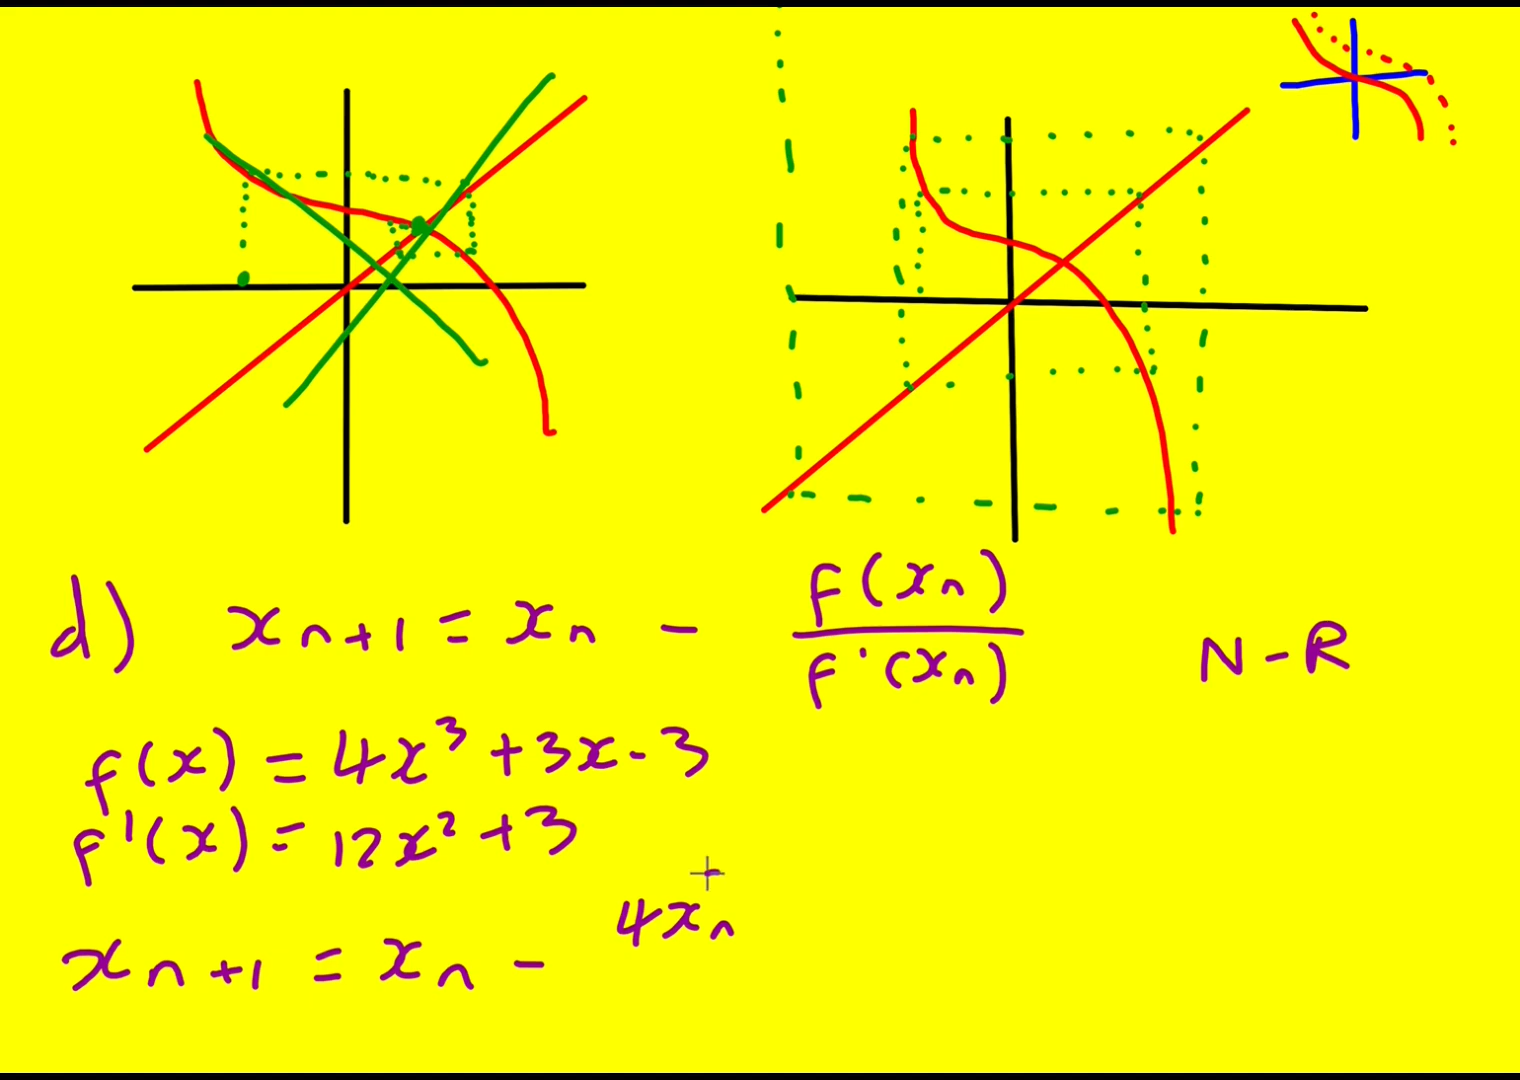 d) xₙ₊₁ = xₙ - f(xₙ) / f'(xₙ) N-R
f(x) = 4x³ + 3x - 3
f'(x) = 12x² + 3
xₙ₊₁ = xₙ - 4xₙ